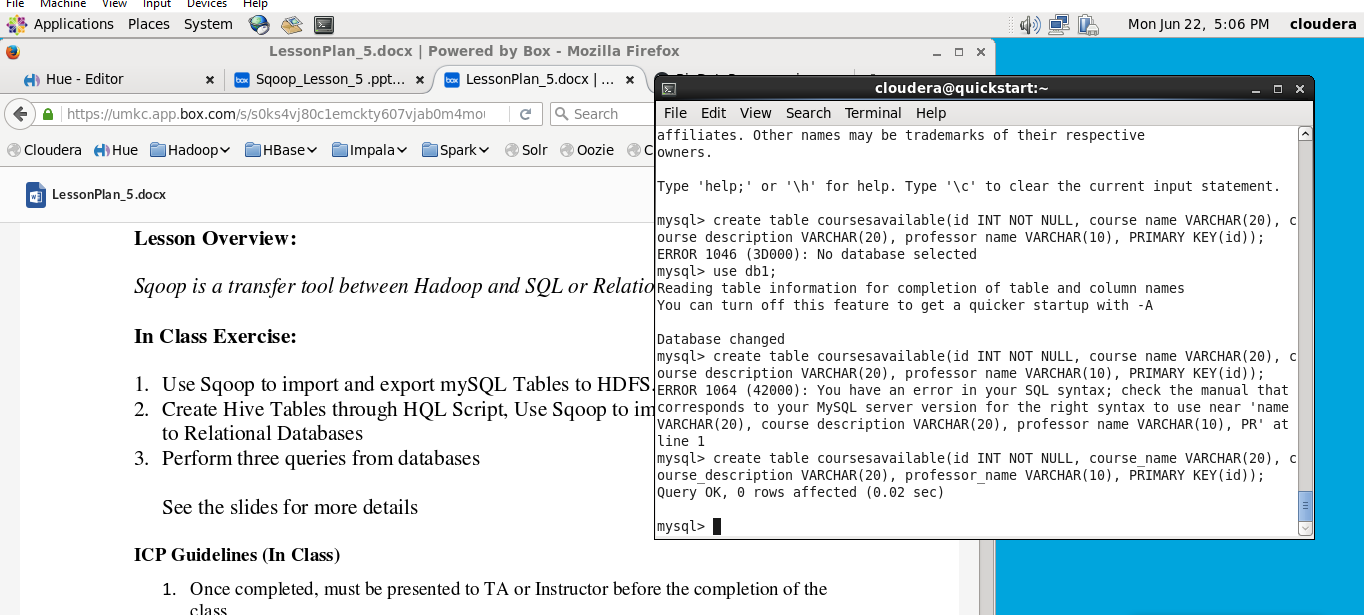 File Machine View Input Devices Help
Applications Places System Mon Jun 22, 5:06 PM cloudera
LessonPlan_5.docx | Powered by Box - Mozilla Firefox
Hue - Editor
Sqoop_Lesson_5 .ppt...
LessonPlan_5.docx | ...
https://umkc.app.box.com/s/s0ks4vj80c1emckty607vjab0m4mou
Search
Cloudera Hue Hadoop HBase Impala Spark Solr Oozie C
LessonPlan_5.docx
Lesson Overview:
Sqoop is a transfer tool between Hadoop and SQL or Relatio
In Class Exercise:
1. Use Sqoop to import and export mySQL Tables to HDFS.
2. Create Hive Tables through HQL Script, Use Sqoop to im
to Relational Databases
3. Perform three queries from databases
See the slides for more details
ICP Guidelines (In Class)
1. Once completed, must be presented to TA or Instructor before the completion of the
class
cloudera@quickstart:~
File Edit View Search Terminal Help
affiliates. Other names may be trademarks of their respective
owners.
Type 'help;' or '\h' for help. Type '\c' to clear the current input statement.
mysql> create table coursesavailable(id INT NOT NULL, course name VARCHAR(20), c
ourse description VARCHAR(20), professor name VARCHAR(10), PRIMARY KEY(id));
ERROR 1046 (3D000): No database selected
mysql> use db1;
Reading table information for completion of table and column names
You can turn off this feature to get a quicker startup with -A
Database changed
mysql> create table coursesavailable(id INT NOT NULL, course name VARCHAR(20), c
ourse description VARCHAR(20), professor name VARCHAR(10), PRIMARY KEY(id));
ERROR 1064 (42000): You have an error in your SQL syntax; check the manual that
corresponds to your MySQL server version for the right syntax to use near 'name
VARCHAR(20), course description VARCHAR(20), professor name VARCHAR(10), PR' at
line 1
mysql> create table coursesavailable(id INT NOT NULL, course_name VARCHAR(20), c
ourse_description VARCHAR(20), professor_name VARCHAR(10), PRIMARY KEY(id));
Query OK, 0 rows affected (0.02 sec)
mysql>